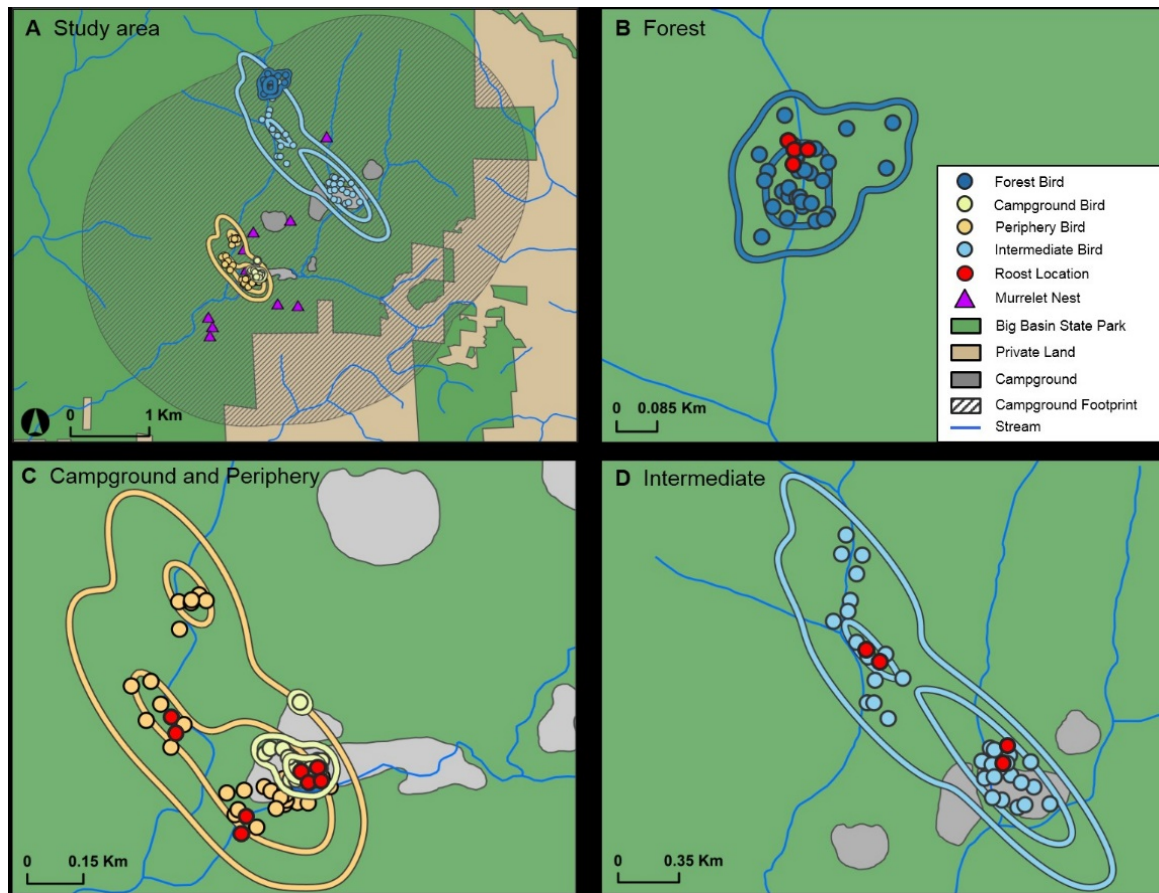 A Study area
0 1 Km
B Forest
0 0.085 Km
Forest Bird
Campground Bird
Periphery Bird
Intermediate Bird
Roost Location
Murrelet Nest
Big Basin State Park
Private Land
Campground
Campground Footprint
Stream
C Campground and Periphery
0 0.15 Km
D Intermediate
0 0.35 Km